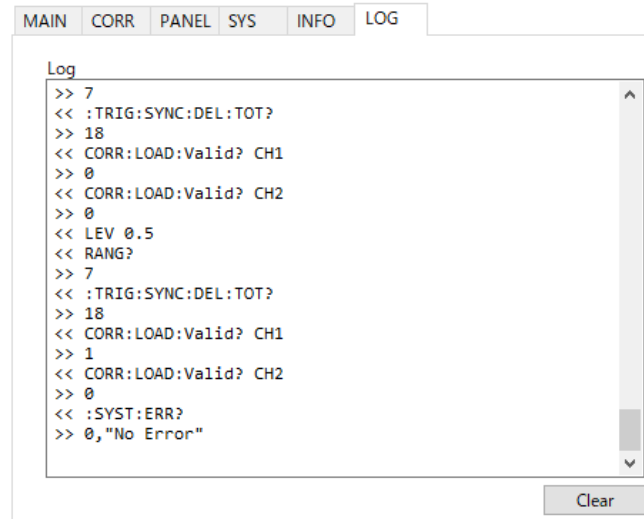 MAIN CORR PANEL SYS INFO LOG
Log
>> 7
<< :TRIG:SYNC:DEL:TOT?
>> 18
<< CORR:LOAD:Valid? CH1
>> 0
<< CORR:LOAD:Valid? CH2
>> 0
<< LEV 0.5
<< RANG?
>> 7
<< :TRIG:SYNC:DEL:TOT?
>> 18
<< CORR:LOAD:Valid? CH1
>> 1
<< CORR:LOAD:Valid? CH2
>> 0
<< :SYST:ERR?
>> 0,"No Error"
Clear